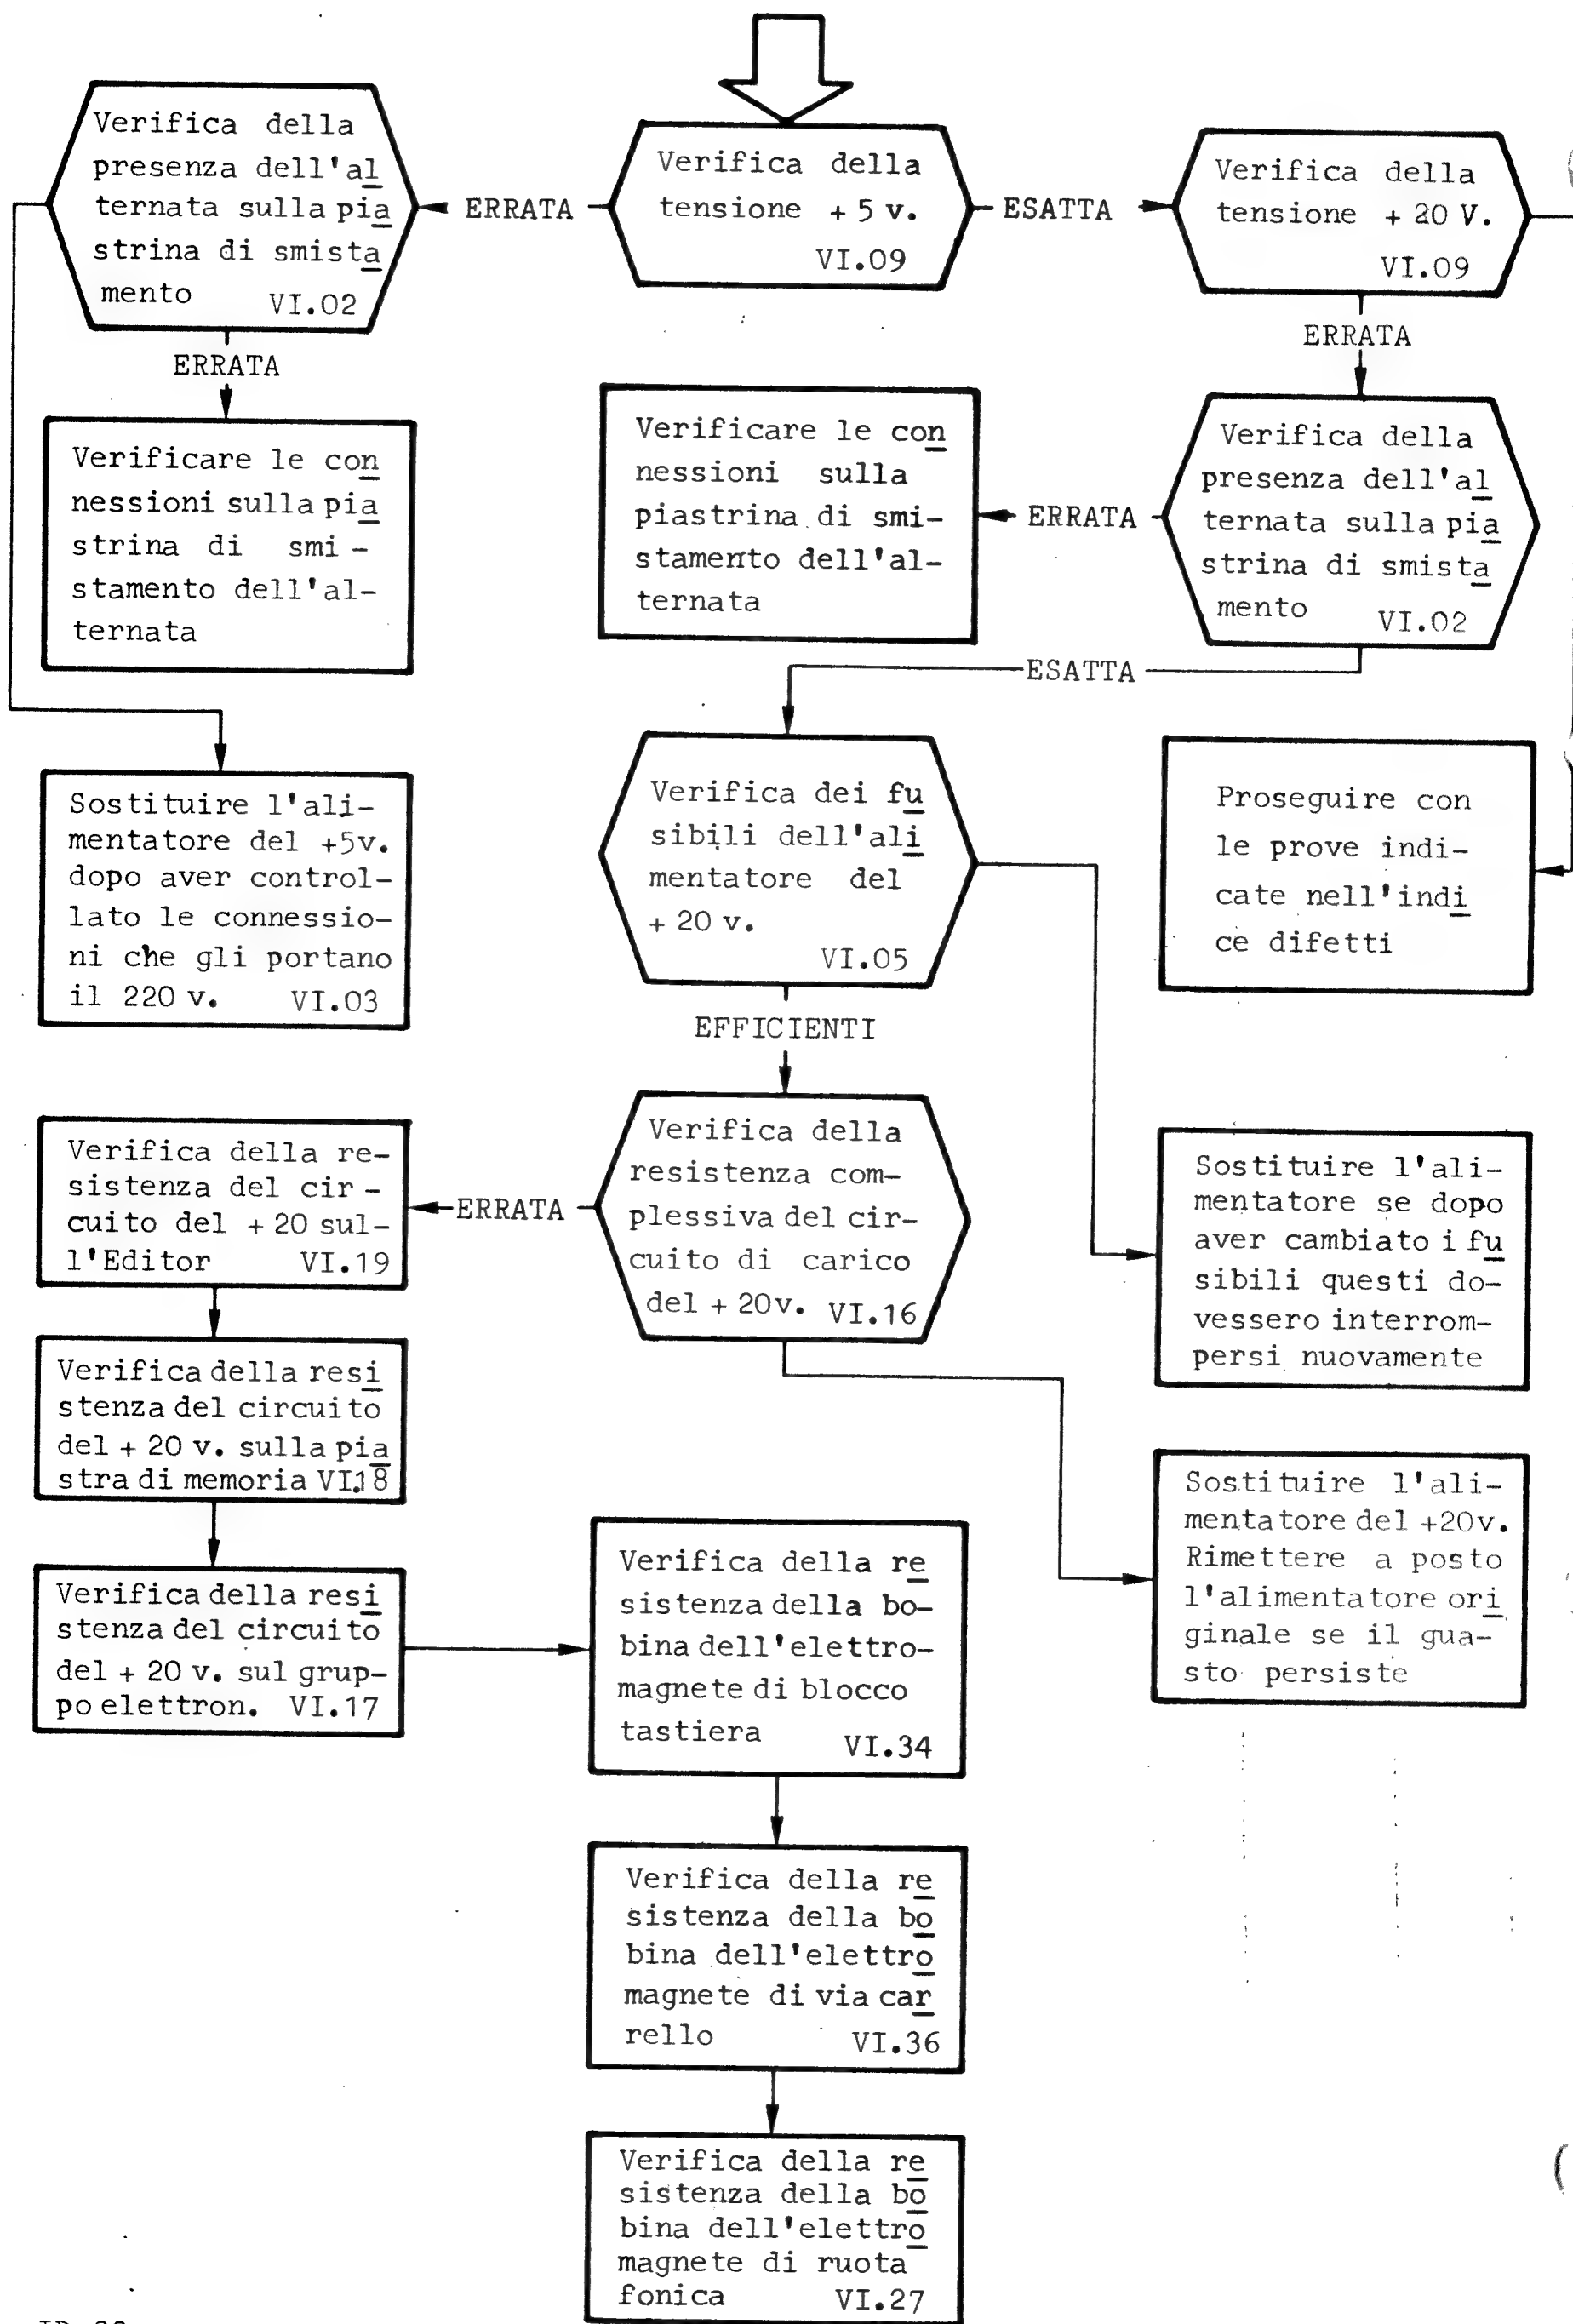 Verifica della
presenza dell'al
ternata sulla pia
strina di smista
mento VI.02
ERRATA
Verifica della
tensione + 5 v.
VI.09
ESATTA
Verifica della
tensione + 20 V.
VI.09
ERRATA
Verificare le con
nessioni sulla pia
strina di smi-
stamento dell'al-
ternata
Verificare le con
nessioni sulla
piastrina di smi-
stamento dell'al-
ternata
ERRATA
ERRATA
Verifica della
presenza dell'al
ternata sulla pia
strina di smista
mento VI.02
ESATTA
Sostituire l'ali-
mentatore del +5v.
dopo aver control-
lato le connessio-
ni che gli portano
il 220 v. VI.03
Verifica dei fu
sibili dell'ali
mentatore del
+ 20 v.
VI.05
Proseguire con
le prove indi-
cate nell'indi
ce difetti
EFFICIENTI
Verifica della re-
sistenza del cir-
cuito del + 20 sul-
l'Editor VI.19
ERRATA
Verifica della
resistenza com-
plessiva del cir-
cuito di carico
del + 20v. VI.16
Sostituire l'ali-
mentatore se dopo
aver cambiato i fu
sibili questi do-
vessero interrom-
persi nuovamente
Verifica della resi
stenza del circuito
del + 20 v. sulla pia
stra di memoria VI.18
Sostituire l'ali-
mentatore del +20v.
Rimettere a posto
l'alimentatore ori
ginale se il gua-
sto persiste
Verifica della resi
stenza del circuito
del + 20 v. sul grup-
po elettron. VI.17
Verifica della re
sistenza della bo-
bina dell'elettro-
magnete di blocco
tastiera VI.34
Verifica della re
sistenza della bo
bina dell'elettro
magnete di via car
rello VI.36
Verifica della re
sistenza della bo
bina dell'elettro
magnete di ruota
fonica VI.27